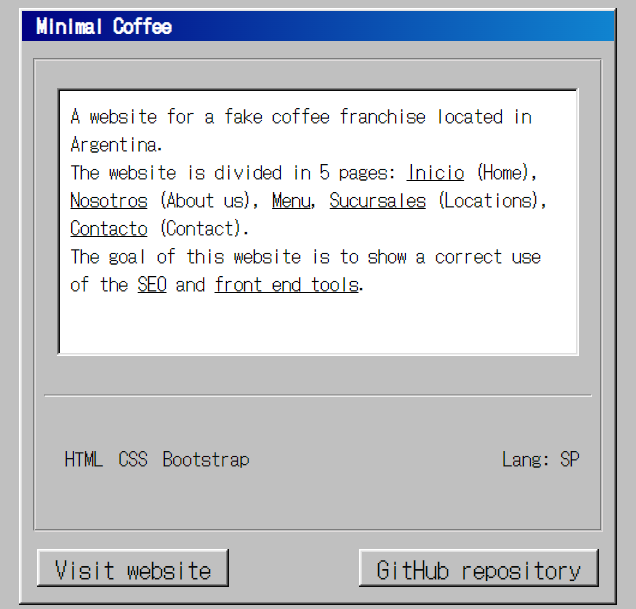 Minimal Coffee
A website for a fake coffee franchise located in
Argentina.
The website is divided in 5 pages: Inicio (Home),
Nosotros (About us), Menu, Sucursales (Locations),
Contacto (Contact).
The goal of this website is to show a correct use
of the SEO and front end tools.
HTML CSS Bootstrap Lang: SP
Visit website GitHub repository